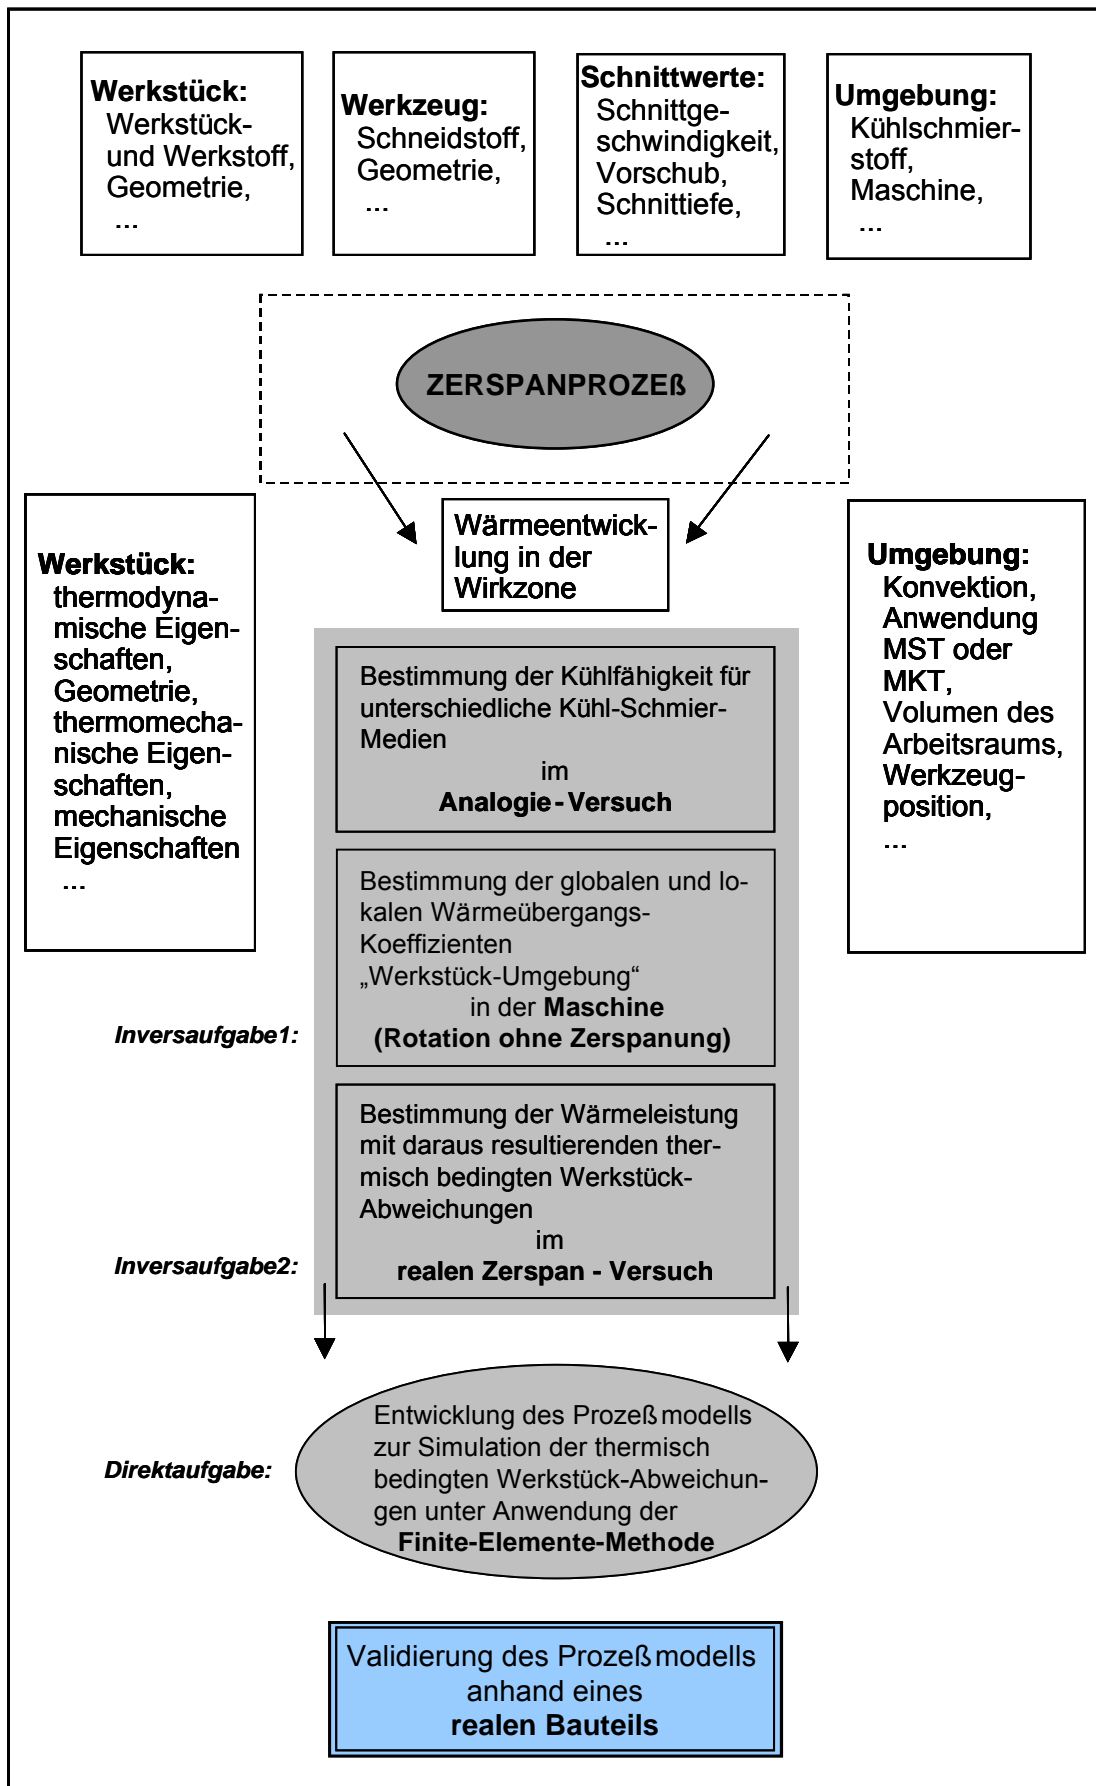 Werkstück:
Werkstück-
und Werkstoff,
Geometrie,
...
Werkzeug:
Schneidstoff,
Geometrie,
...
Schnittwerte:
Schnittge-
schwindigkeit,
Vorschub,
Schnittiefe,
...
Umgebung:
Kühlschmier-
stoff,
Maschine,
...
ZERSPANPROZEß
Wärmeentwick-
lung in der
Wirkzone
Werkstück:
thermodyna-
mische Eigen-
schaften,
Geometrie,
thermomecha-
nische Eigen-
schaften,
mechanische
Eigenschaften
...
Umgebung:
Konvektion,
Anwendung
MST oder
MKT,
Volumen des
Arbeitsraums,
Werkzeug-
position,
...
Bestimmung der Kühlfähigkeit für
unterschiedliche Kühl-Schmier-
Medien
im
Analogie-Versuch
Bestimmung der globalen und lo-
kalen Wärmeübergangs-
Koeffizienten
„Werkstück-Umgebung“
in der Maschine
(Rotation ohne Zerspanung)
Inversaufgabe1:
Bestimmung der Wärmeleistung
mit daraus resultierenden ther-
misch bedingten Werkstück-
Abweichungen
im
realen Zerspan - Versuch
Inversaufgabe2:
Entwicklung des Prozeßmodells
zur Simulation der thermisch
bedingten Werkstück-Abweichun-
gen unter Anwendung der
Finite-Elemente-Methode
Direktaufgabe:
Validierung des Prozeßmodells
anhand eines
realen Bauteils